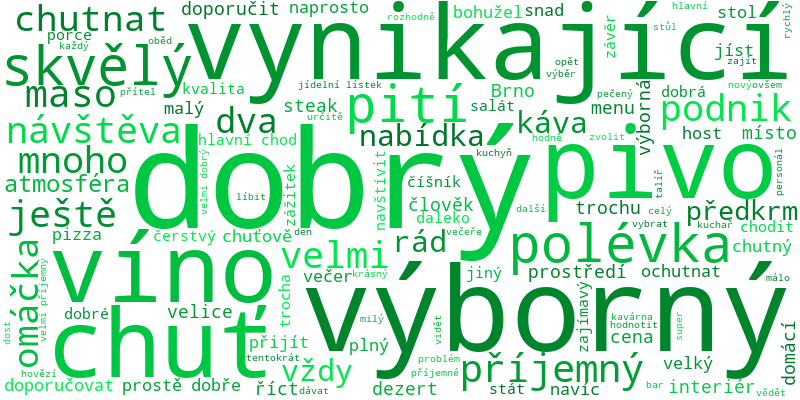 doporučit naprosto rozhodně bohužel snad hlavní rychlý
chutnat vynikající stol
porce každý oběd závěr stůl
skvělý opět jíst zajít
maso přítel kvalita jídelní lístek výběr pečený dobrá novýovšem
malý steak pití Brno salát menu podnik
návštěva dva určitě káva výborná
hlavní chod nabídka hodně zvolit host místo
mnoho velmi dobrý dobrý kuchyň pivo personál
atmosféra líbit zážitek navštívit číšník talíř
ještě člověk další trochu celý předkrm
pizza čerstvý chuťové den daleko večeře vybrat kuchař chodit
omáčka víno velmi rád polévka chutný
velmi příjemný večer krásný jiný prostředí ochutnat málo
dost dobré velice trocha milý vidět výborný zajímavý kavárna hodnotit super domácí
chuť přijít plný cena
tentokrát vždy problém příjemný velký
hovězí příjemné
doporučovat prostě dobře říct dávat dezert stát navíc bar interiér vědět